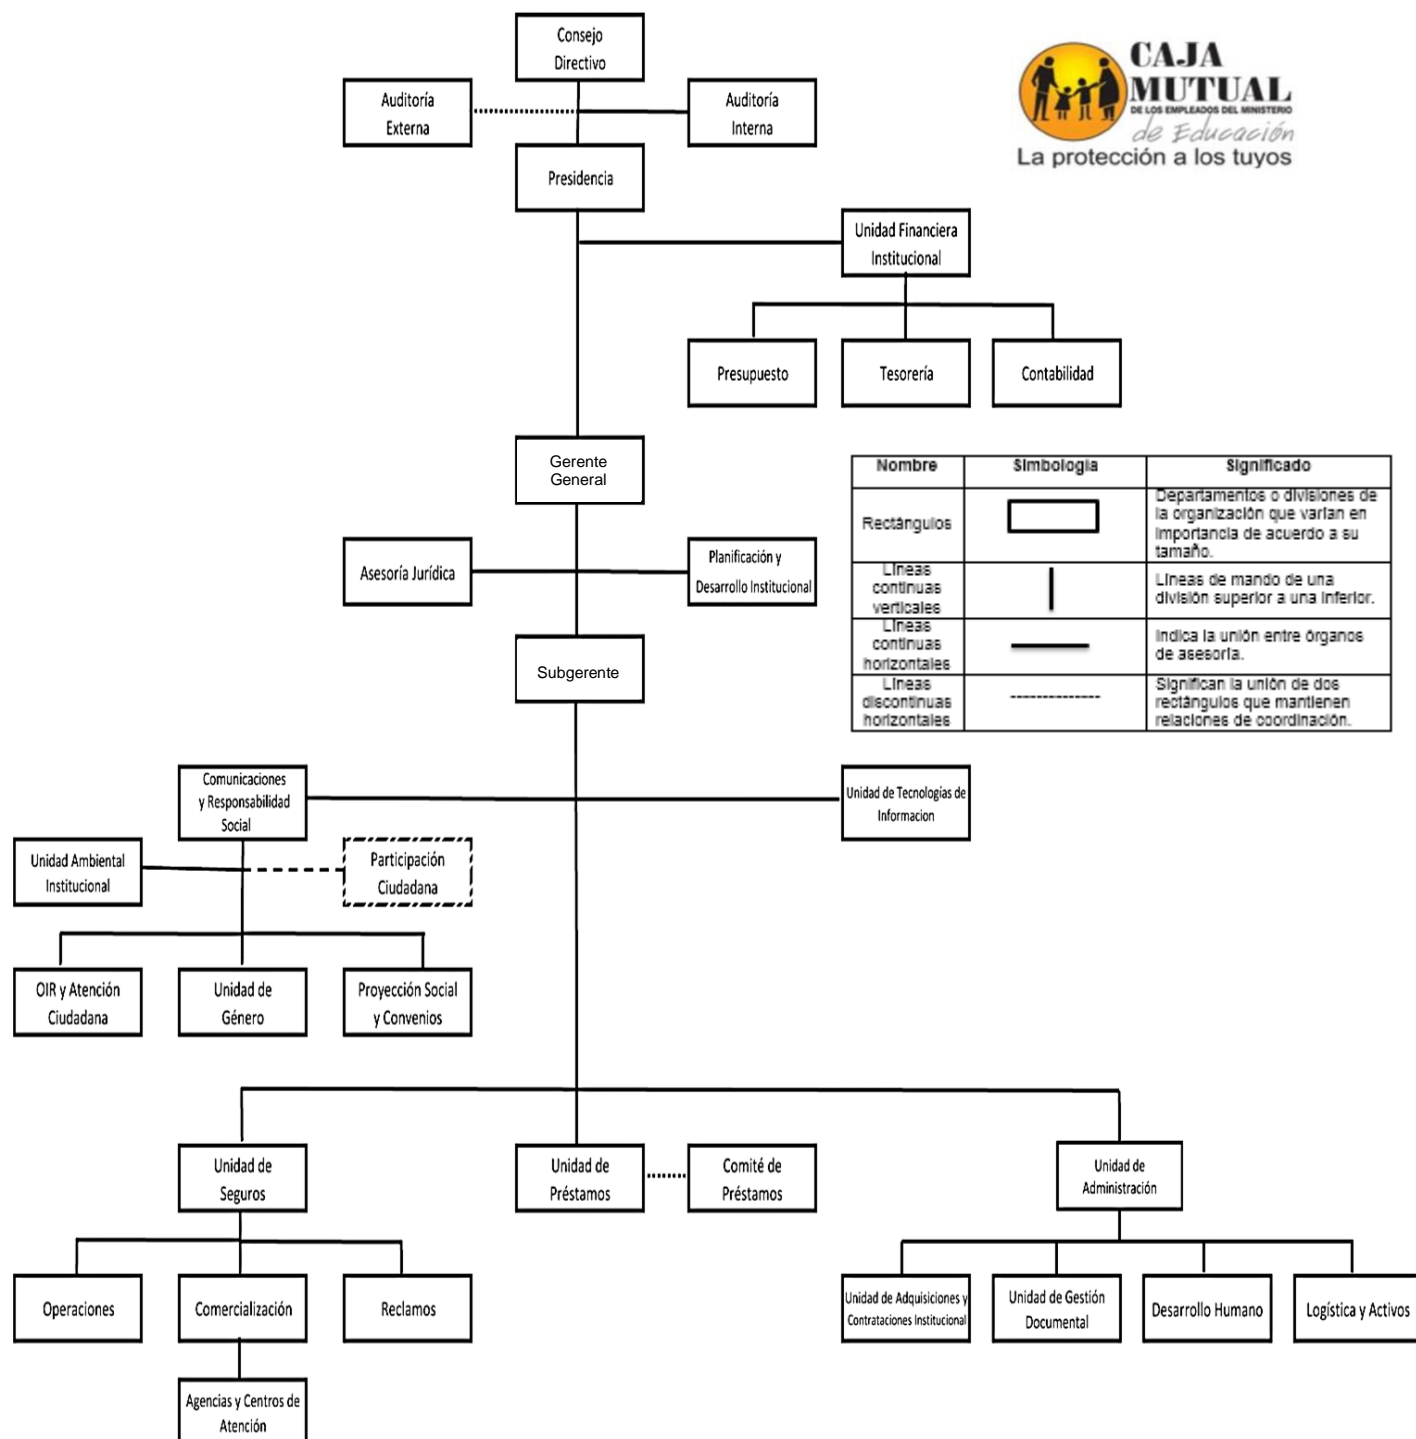 Consejo
Directivo
Auditoría
Externa
Auditoría
Interna
Presidencia
CAJA
MUTUAL
DE LOS EMPLEADOS DEL MINISTERIO
de Educación
La protección a los tuyos
Unidad Financiera
Institucional
Presupuesto
Tesorería
Contabilidad
Gerente
General
Asesoría Jurídica
Planificación y
Desarrollo Institucional
Subgerente
Nombre
Simbología
Significado
Rectángulos
Departamentos o divisiones de
la organización que varían en
importancia de acuerdo a su
tamaño.
Líneas
continuas
verticales
Líneas de mando de una
división superior a una inferior.
Líneas
continuas
horizontales
Indica la unión entre órganos
de asesoría.
Líneas
discontinuas
horizontales
Significan la unión de dos
rectángulos que mantienen
relaciones de coordinación.
Comunicaciones
y Responsabilidad
Social
Unidad de Tecnologías de
Informacion
Unidad Ambiental
Institucional
Participación
Ciudadana
OIR y Atención
Ciudadana
Unidad de
Género
Proyección Social
y Convenios
Unidad de
Seguros
Unidad de
Préstamos
Comité de
Préstamos
Unidad de
Administración
Operaciones
Comercialización
Reclamos
Unidad de Adquisiciones y
Contrataciones Institucional
Unidad de Gestión
Documental
Desarrollo Humano
Logística y Activos
Agencias y Centros de
Atención